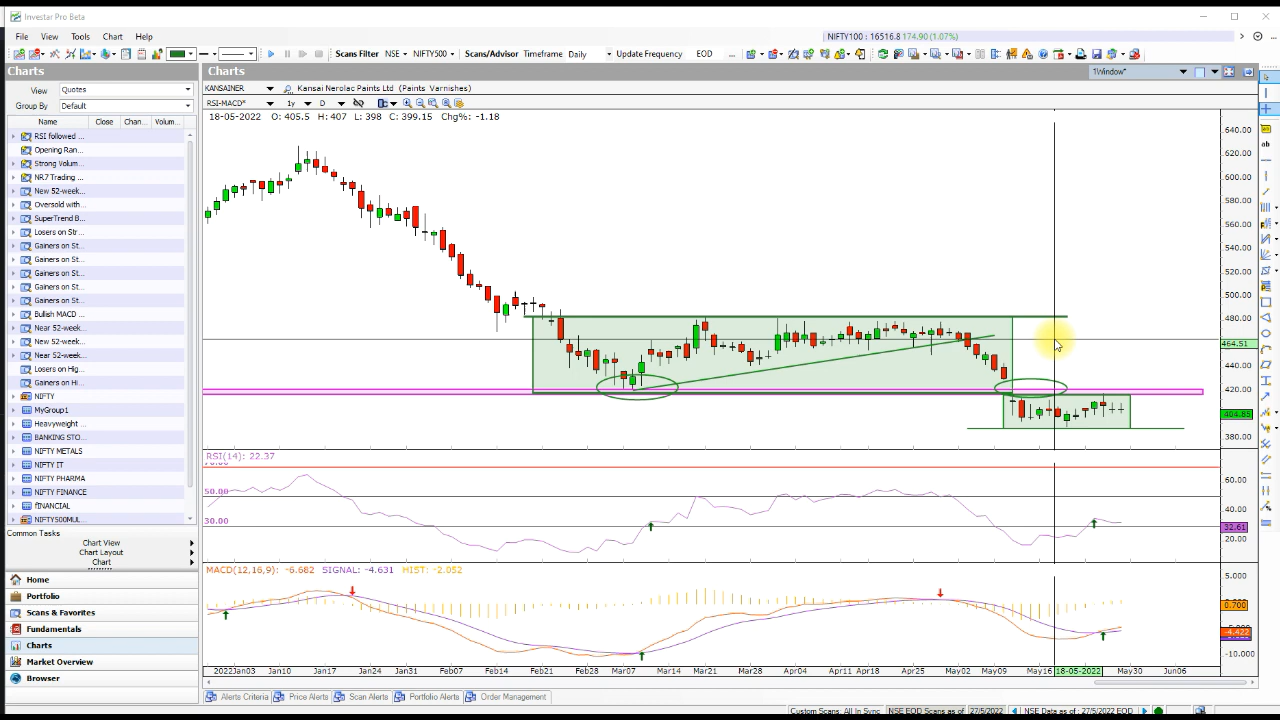 Investar Pro Beta
File View Tools Chart Help
NIFTY100 : 16516.8 174.90 (1.07%)
Scans Filter NSE NIFTY500 Scans/Advisor Timeframe Daily Update Frequency EOD ...
Charts
View Quotes
Group By Default
Name Close Chan... Volum...
RSI followed ...
Opening Ran...
Strong Volum...
NR7 Trading ...
New 52-week...
Oversold with...
SuperTrend B...
Losers on Str...
Gainers on St...
Gainers on St...
Gainers on St...
Gainers on St...
Gainers on St...
Bullish MACD ...
Near 52-week...
New 52-week...
Near 52-week...
Losers on Hig...
Gainers on Hi...
NIFTY
MyGroup1
Heavyweight ...
BANKING STO...
NIFTY METALS
NIFTY IT
NIFTY PHARMA
NIFTY FINANCE
fINANCIAL
NIFTY500MUL...
Common Tasks
Chart View
Chart Layout
Chart
Home
Portfolio
Scans & Favorites
Fundamentals
Charts
Market Overview
Browser
Charts
1Window*
KANSAINER Kansai Nerolac Paints Ltd (Paints Varnishes)
RSI-MACD* 1y D
18-05-2022 O: 405.5 H: 407 L: 398 C: 399.15 Chg%: -1.18
640.00
620.00
600.00
580.00
560.00
540.00
520.00
500.00
480.00
464.51
440.00
420.00
404.85
380.00
RSI(14): 22.37
70.00
60.00
50.00
40.00
30.00
32.61
20.00
MACD(12,16,9): -6.682 SIGNAL: -4.631 HIST: -2.052
5.000
0.700
-4.422
-10.000
2022 Jan03 Jan10 Jan17 Jan24 Jan31 Feb07 Feb14 Feb21 Feb28 Mar07 Mar14 Mar21 Mar28 Apr04 Apr11 Apr18 Apr25 May02 May09 May16 18-05-2022 May30 Jun06
Alerts Criteria Price Alerts Scan Alerts Portfolio Alerts Order Management
Custom Scans: All In Sync NSE EOD Scans as of 27/5/2022 NSE Data as of : 27/5/2022 EOD